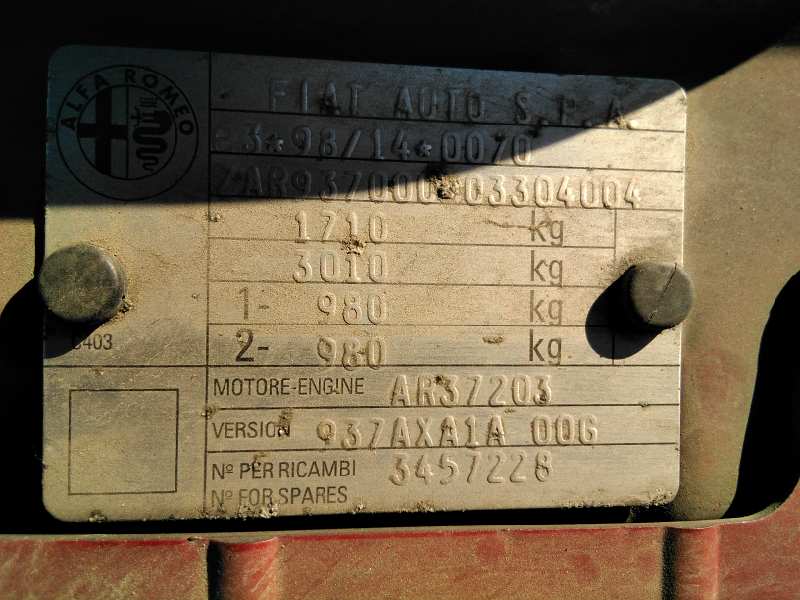 ALFA ROMEO
FIAT AUTO S.P.A.
e3*98/14*0070
ZAR93700003304004
1710 kg
3010 kg
1- 980 kg
2- 980 kg
MOTORE-ENGINE AR37203
VERSION 937AXA1A 00G
Nº PER RICAMBI 3457228
Nº FOR SPARES